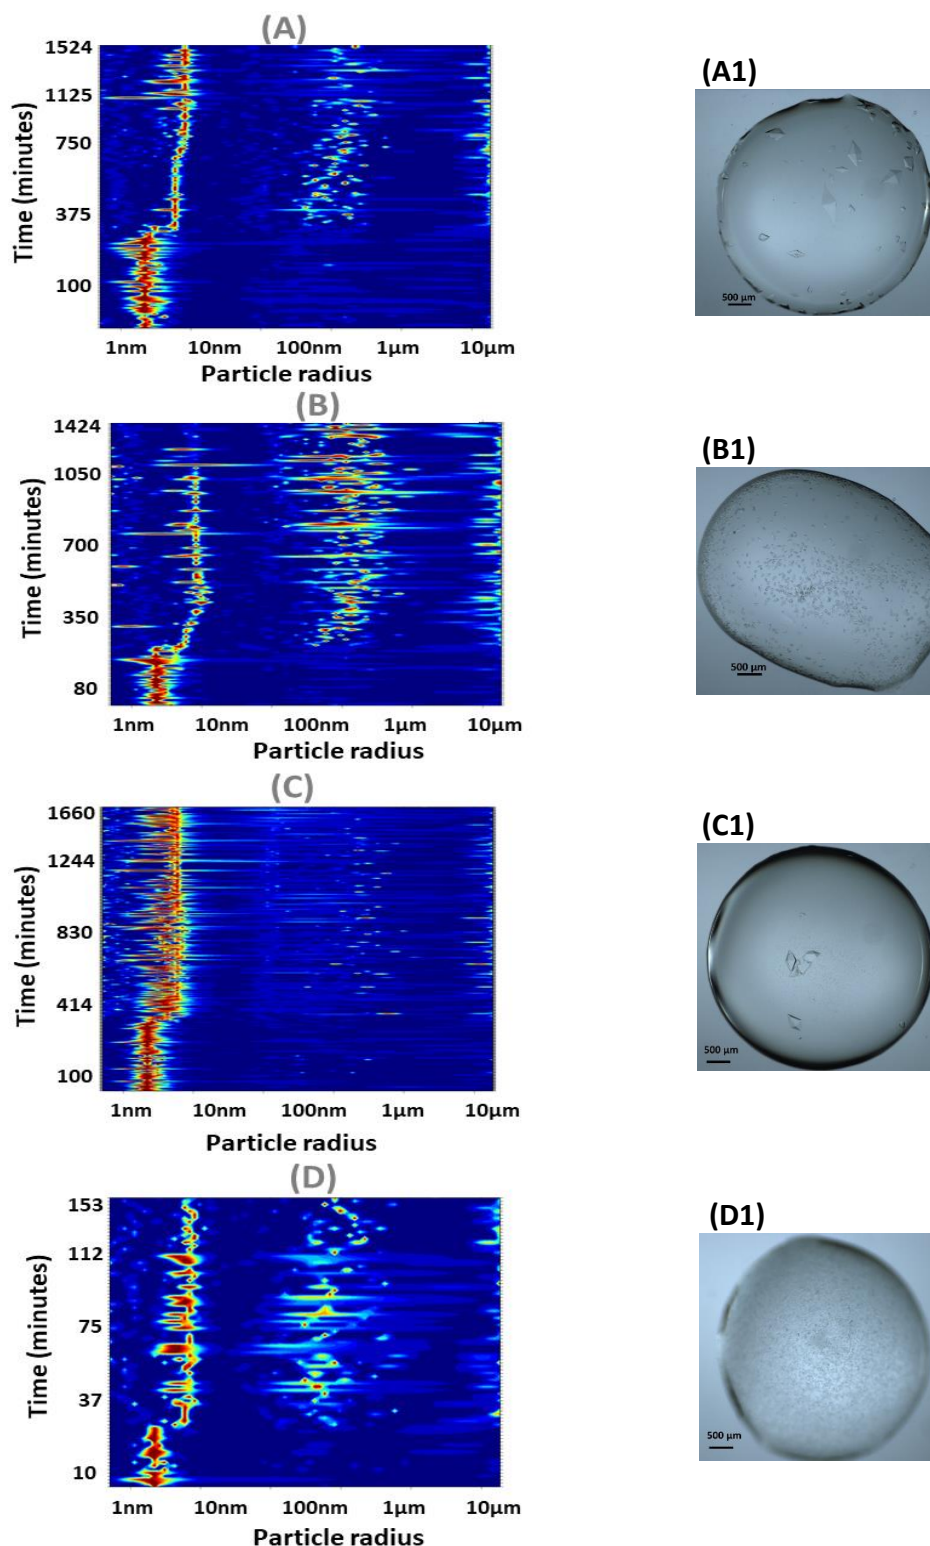 (A)
1524
1125
750
375
100
Time (minutes)
1nm 10nm 100nm 1µm 10µm
Particle radius
(A1)
500 µm
(B)
1424
1050
700
350
80
Time (minutes)
1nm 10nm 100nm 1µm 10µm
Particle radius
(B1)
500 µm
(C)
1660
1244
830
414
100
Time (minutes)
1nm 10nm 100nm 1µm 10µm
Particle radius
(C1)
500 µm
(D)
153
112
75
37
10
Time (minutes)
1nm 10nm 100nm 1µm 10µm
Particle radius
(D1)
500 µm